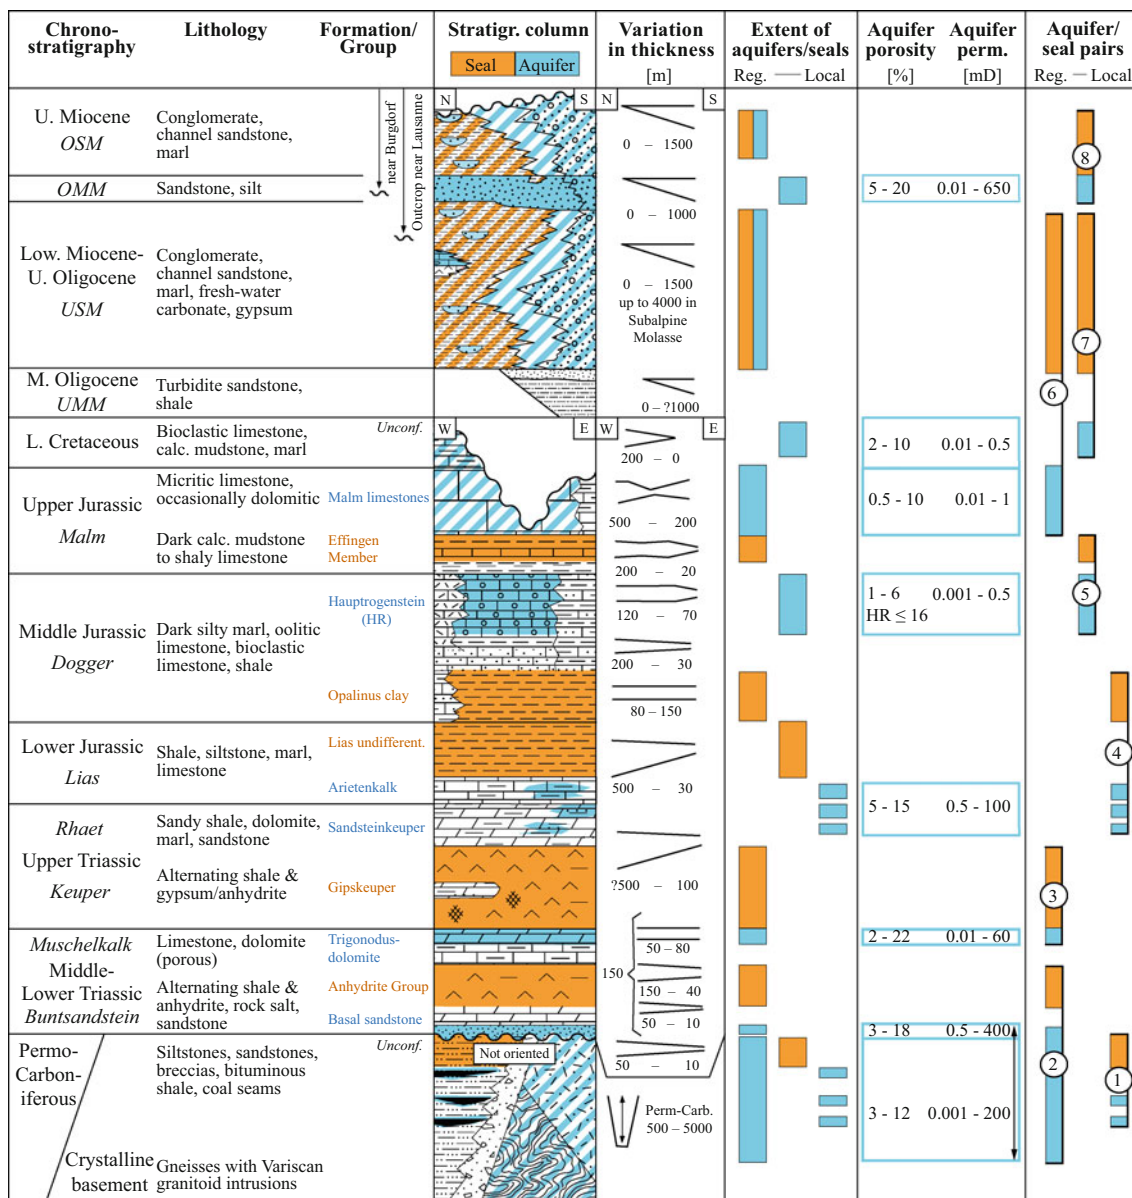 Chrono-
stratigraphy
Lithology
Formation/
Group
Stratigr. column
Seal
Aquifer
Variation
in thickness
[m]
Extent of
aquifers/seals
Reg. — Local
Aquifer
porosity
[%]
Aquifer
perm.
[mD]
Aquifer/
seal pairs
Reg. — Local
U. Miocene
OSM
Conglomerate,
channel sandstone,
marl
near Burgdorf
Outcrop near Lausanne
N
S
N
S
0 – 1500
8
OMM
Sandstone, silt
0 – 1000
5 - 20
0.01 - 650
Low. Miocene-
U. Oligocene
USM
Conglomerate,
channel sandstone,
marl, fresh-water
carbonate, gypsum
0 – 1500
up to 4000 in
Subalpine
Molasse
7
M. Oligocene
UMM
Turbidite sandstone,
shale
0 – ?1000
6
L. Cretaceous
Bioclastic limestone,
calc. mudstone, marl
Unconf.
W
E
W
E
200 – 0
2 - 10
0.01 - 0.5
Upper Jurassic
Malm
Micritic limestone,
occasionally dolomitic
Malm limestones
500 – 200
0.5 - 10
0.01 - 1
Dark calc. mudstone
to shaly limestone
Effingen
Member
200 – 20
Middle Jurassic
Dogger
Dark silty marl, oolitic
limestone, bioclastic
limestone, shale
Hauptrogenstein
(HR)
120 – 70
1 - 6
HR ≤ 16
0.001 - 0.5
5
200 – 30
Opalinus clay
80 – 150
Lower Jurassic
Lias
Shale, siltstone, marl,
limestone
Lias undifferent.
4
Arietenkalk
500 – 30
5 - 15
0.5 - 100
Rhaet
Upper Triassic
Keuper
Sandy shale, dolomite,
marl, sandstone
Sandsteinkeuper
Alternating shale &
gypsum/anhydrite
Gipskeuper
?500 – 100
3
Muschelkalk
Middle-
Lower Triassic
Buntsandstein
Limestone, dolomite
(porous)
Trigonodus-
dolomite
50 – 80
2 - 22
0.01 - 60
150
Alternating shale &
anhydrite, rock salt,
sandstone
Anhydrite Group
150 – 40
Basal sandstone
50 – 10
3 - 18
0.5 - 400
Permo-
Carbon-
iferous
Siltstones, sandstones,
breccias, bituminous
shale, coal seams
Unconf.
Not oriented
50 – 10
2
1
Perm-Carb.
500 – 5000
3 - 12
0.001 - 200
Crystalline
basement
Gneisses with Variscan
granitoid intrusions